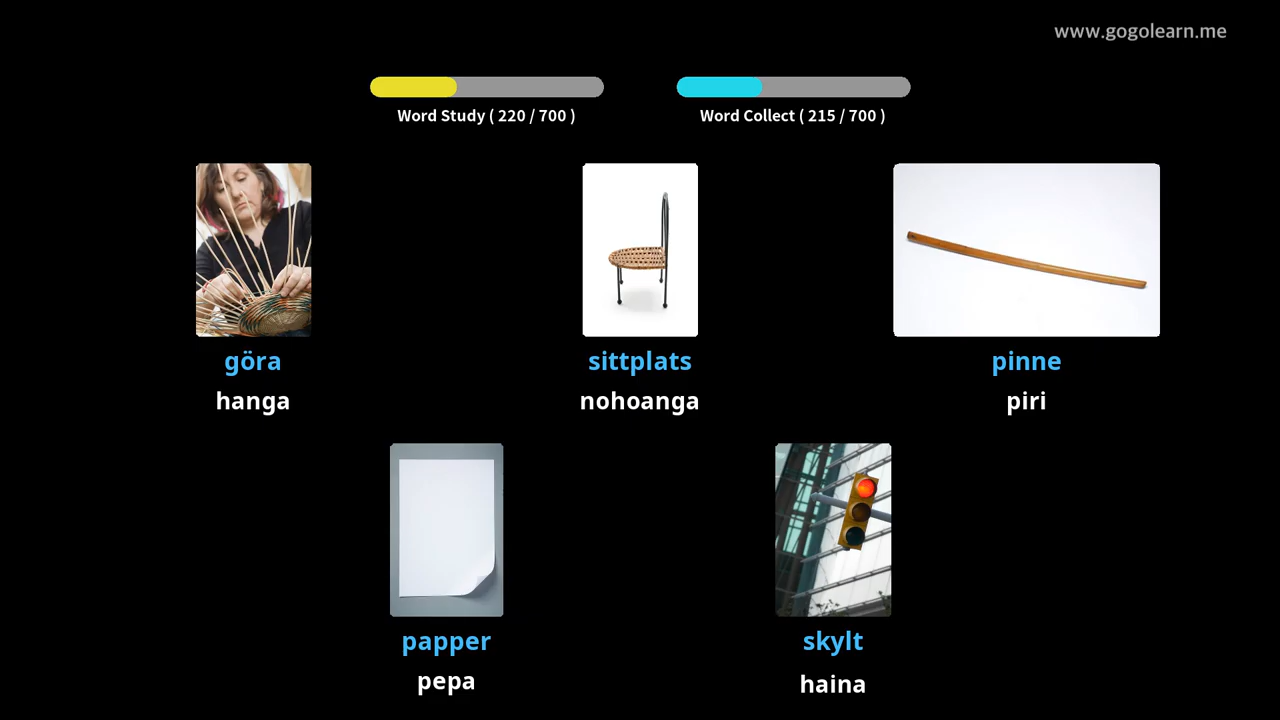 www.gogolearn.me
Word Study ( 220 / 700 )
Word Collect ( 215 / 700 )
göra
hanga
sittplats
nohoanga
pinne
piri
papper
pepa
skylt
haina